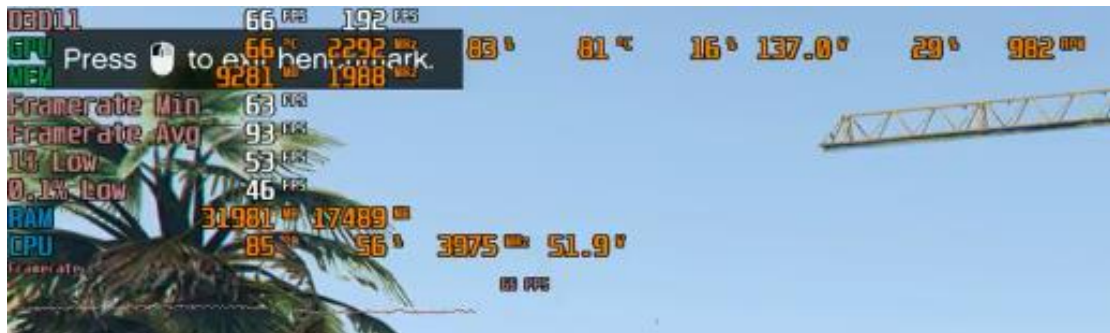 D3D11 66 FPS 192 FPS
GPU 66 °C 2292 MHz 83 % 81 °C 16 % 137.0 W 29 % 982 RPM
Press to exit benchmark.
MEM 9281 MB 1988 MHz
Framerate Min 63 FPS
Framerate Avg 93 FPS
1% Low 53 FPS
0.1% Low 46 FPS
RAM 31981 MB 17489 MB
CPU 85 °C 56 % 3975 MHz 51.9 W
Framerate
66 FPS